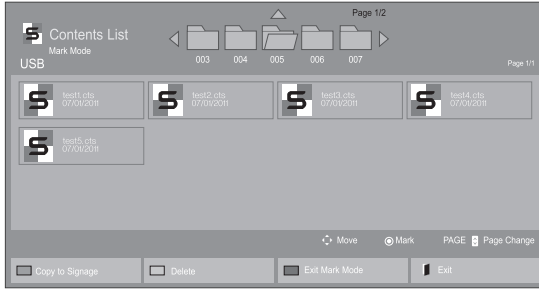 Page 1/2
Contents List
Mark Mode
USB
003 004 005 006 007
Page 1/1
test1.cts
07/01/2011
test2.cts
07/01/2011
test3.cts
07/01/2011
test4.cts
07/01/2011
test5.cts
07/01/2011
Move Mark PAGE Page Change
Copy to Signage Delete Exit Mark Mode Exit